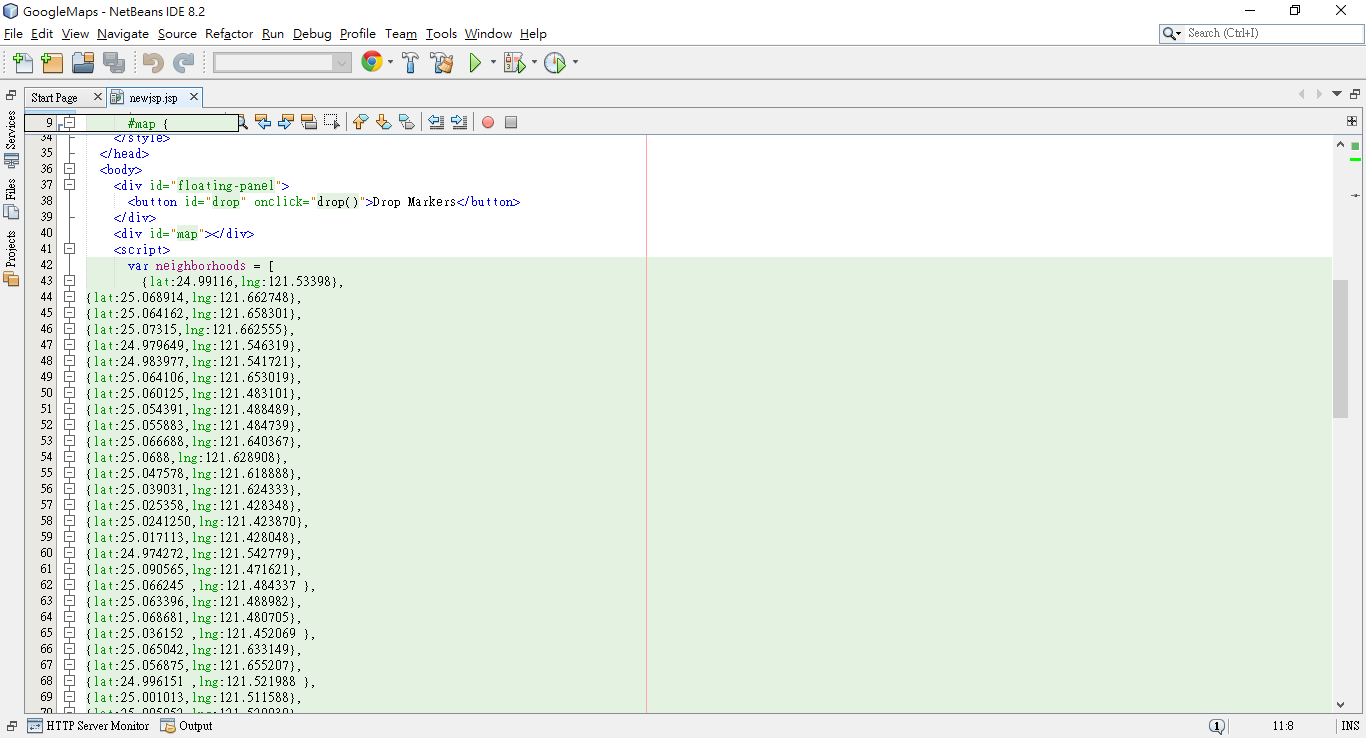 GoogleMaps - NetBeans IDE 8.2
File Edit View Navigate Source Refactor Run Debug Profile Team Tools Window Help
Search (Ctrl+I)
Start Page newjsp.jsp
Services
Files
Projects
9 #map {
34 </style>
35 </head>
36 <body>
37 <div id="floating-panel">
38 <button id="drop" onclick="drop()">Drop Markers</button>
39 </div>
40 <div id="map"></div>
41 <script>
42 var neighborhoods = [
43 {lat:24.99116,lng:121.53398},
44 {lat:25.068914,lng:121.662748},
45 {lat:25.064162,lng:121.658301},
46 {lat:25.07315,lng:121.662555},
47 {lat:24.979649,lng:121.546319},
48 {lat:24.983977,lng:121.541721},
49 {lat:25.064106,lng:121.653019},
50 {lat:25.060125,lng:121.483101},
51 {lat:25.054391,lng:121.488489},
52 {lat:25.055883,lng:121.484739},
53 {lat:25.066688,lng:121.640367},
54 {lat:25.0688,lng:121.628908},
55 {lat:25.047578,lng:121.618888},
56 {lat:25.039031,lng:121.624333},
57 {lat:25.025358,lng:121.428348},
58 {lat:25.0241250,lng:121.423870},
59 {lat:25.017113,lng:121.428048},
60 {lat:24.974272,lng:121.542779},
61 {lat:25.090565,lng:121.471621},
62 {lat:25.066245 ,lng:121.484337 },
63 {lat:25.063396,lng:121.488982},
64 {lat:25.068681,lng:121.480705},
65 {lat:25.036152 ,lng:121.452069 },
66 {lat:25.065042,lng:121.633149},
67 {lat:25.056875,lng:121.655207},
68 {lat:24.996151 ,lng:121.521988 },
69 {lat:25.001013,lng:121.511588},
70
HTTP Server Monitor Output
1 11:8 INS